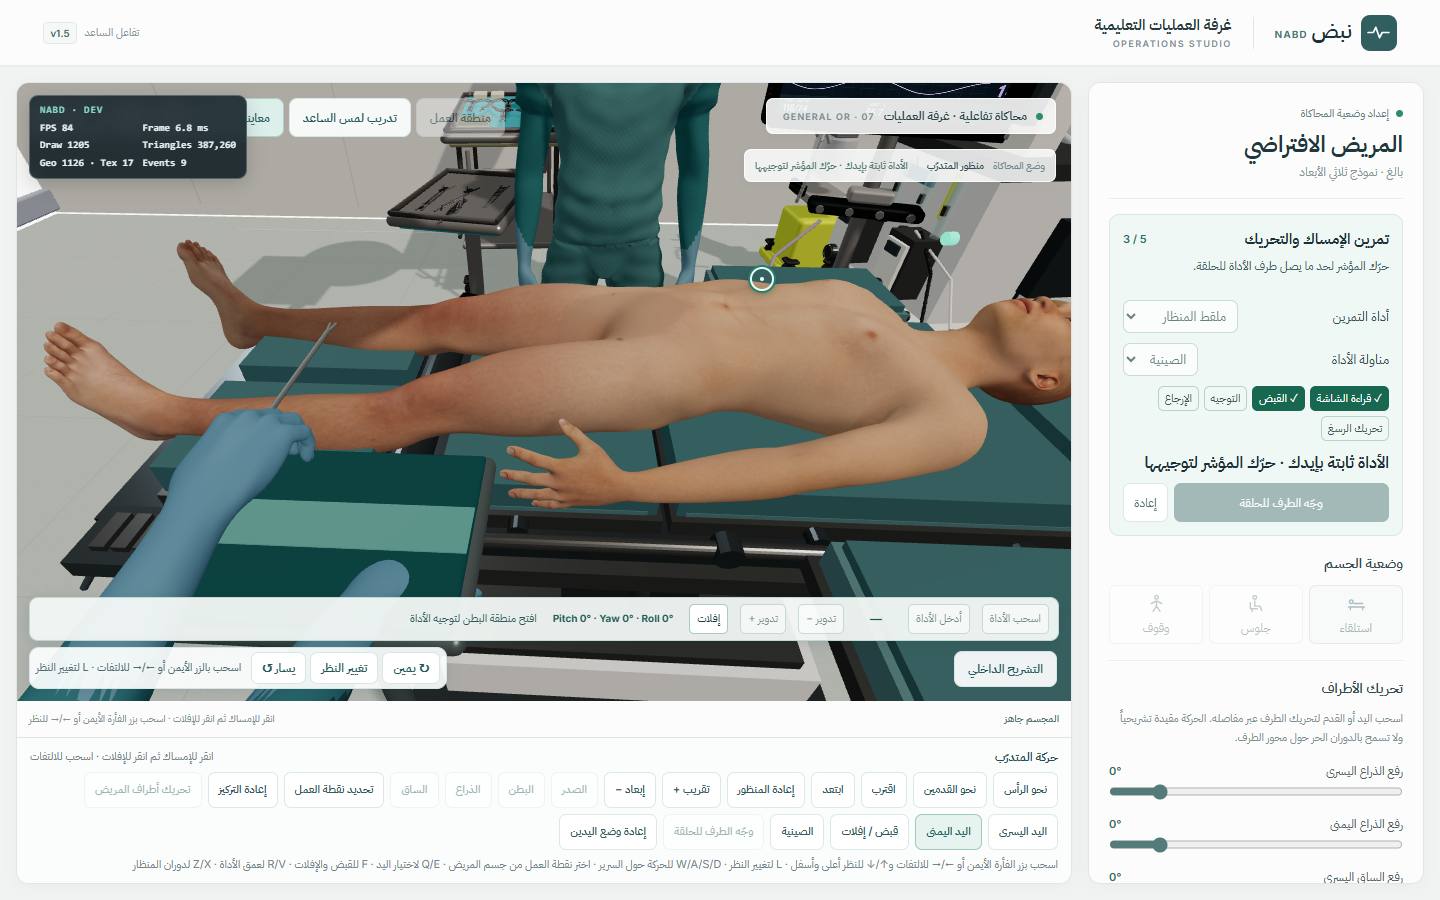 نبض NABD
غرفة العمليات التعليمية
OPERATIONS STUDIO
تفاعل الساعد
v1.5
NABD · DEV
FPS 84 Frame 6.8 ms
Draw 1205 Triangles 387,260
Geo 1126 · Tex 17 Events 9
منطقة العمل
تدريب لمس الساعد
محاكاة تفاعلية · غرفة العمليات GENERAL OR · 07
وضع المحاكاة منظور المتدرّب الأداة ثابتة بإيدك · حرّك المؤشر لتوجيهها
اسحب الأداة
أدخل الأداة
—
تدوير −
تدوير +
إفلات
Pitch 0° · Yaw 0° · Roll 0°
افتح منطقة البطن لتوجيه الأداة
التشريح الداخلي
↻ يمين
تغيير النظر
يسار ↺
اسحب بالزر الأيمن أو ←/→ للالتفات · L لتغيير النظر
المجسم جاهز
انقر للإمساك ثم انقر للإفلات · اسحب بزر الفأرة الأيمن أو ←/→ للنظر
حركة المتدرّب
انقر للإمساك ثم انقر للإفلات · اسحب للالتفات
نحو الرأس
نحو القدمين
اقترب
ابتعد
إعادة المنظور
تقريب +
إبعاد −
الصدر
البطن
الذراع
الساق
تحديد نقطة العمل
إعادة التركيز
تحريك أطراف المريض
اليد اليسرى
اليد اليمنى
قبض / إفلات
الصينية
وجّه الطرف للحلقة
إعادة وضع اليدين
اسحب بزر الفأرة الأيمن أو ←/→ للالتفات و↑/↓ للنظر أعلى وأسفل · L لتغيير النظر · W/A/S/D للحركة حول السرير · اختر نقطة العمل من جسم المريض · Q/E لاختيار اليد · F للقبض والإفلات · R/V لعمق الأداة · Z/X لدوران المنظار
إعداد وضعية المحاكاة
المريض الافتراضي
بالغ · نموذج ثلاثي الأبعاد
تمرين الإمساك والتحريك
3 / 5
حرّك المؤشر لحد ما يصل طرف الأداة للحلقة.
أداة التمرين
ملقط المنظار
مناولة الأداة
الصينية
✓ قراءة الشاشة
✓ القبض
التوجيه
الإرجاع
تحريك الرسغ
الأداة ثابتة بإيدك · حرّك المؤشر لتوجيهها
وجّه الطرف للحلقة
إعادة
وضعية الجسم
استلقاء
جلوس
وقوف
تحريك الأطراف
اسحب اليد أو القدم لتحريك الطرف عبر مفاصله. الحركة مقيدة تشريحياً
ولا تسمح بالدوران الحر حول محور الطرف.
رفع الذراع اليسرى
0°
رفع الذراع اليمنى
0°
رفع الساق اليسرى
0°